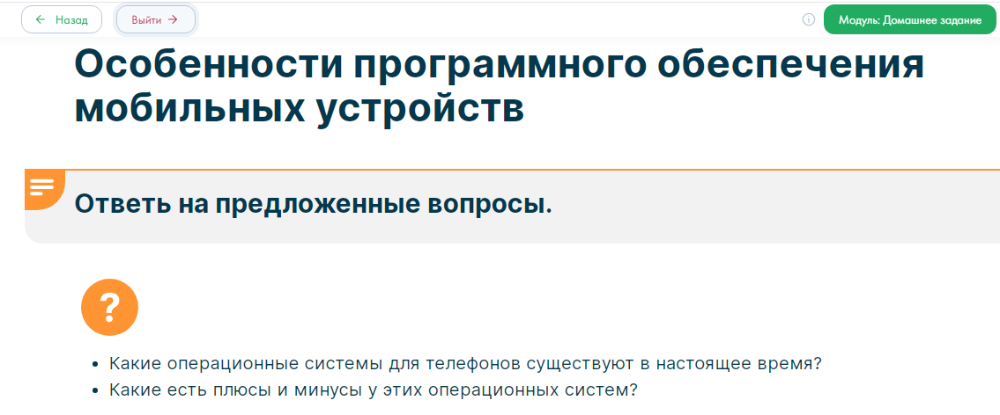 Назад
Выйти
Модуль: Домашнее задание
Особенности программного обеспечения
мобильных устройств
Ответь на предложенные вопросы.
?
• Какие операционные системы для телефонов существуют в настоящее время?
• Какие есть плюсы и минусы у этих операционных систем?